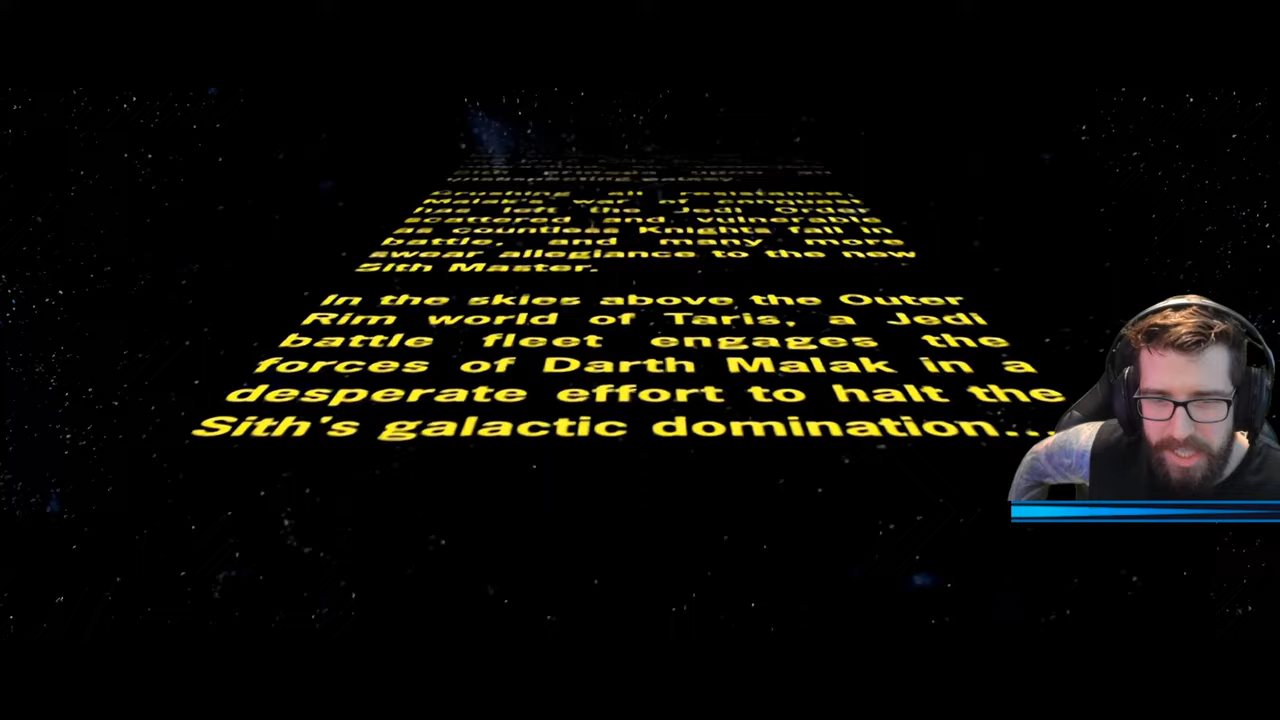 unsuspecting galaxy.
Crushing all resistance,
Malak's war of conquest
has left the Jedi Order
scattered and vulnerable
as countless Knights fall in
battle, and many more
swear allegiance to the new
Sith Master.
In the skies above the Outer
Rim world of Taris, a Jedi
battle fleet engages the
forces of Darth Malak in a
desperate effort to halt the
Sith's galactic domination...